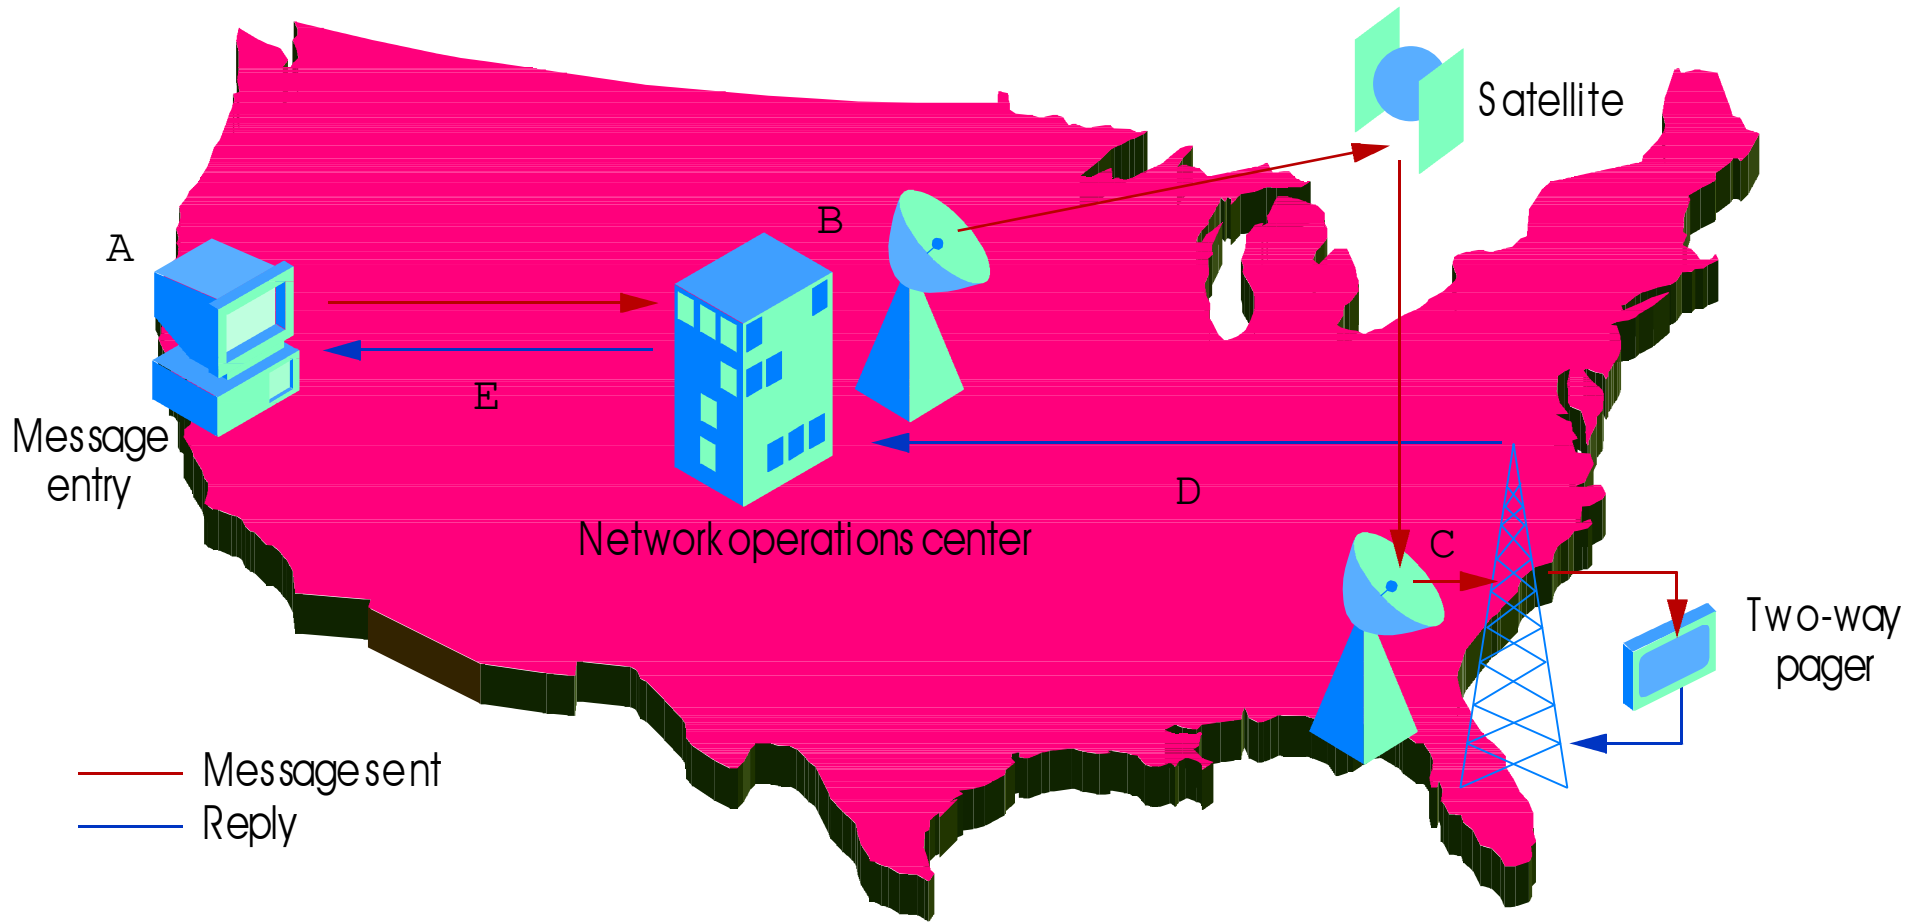 Satellite
B
A
E
Message
entry
D
Network operations center
C
Two-way
pager
Message sent
Reply